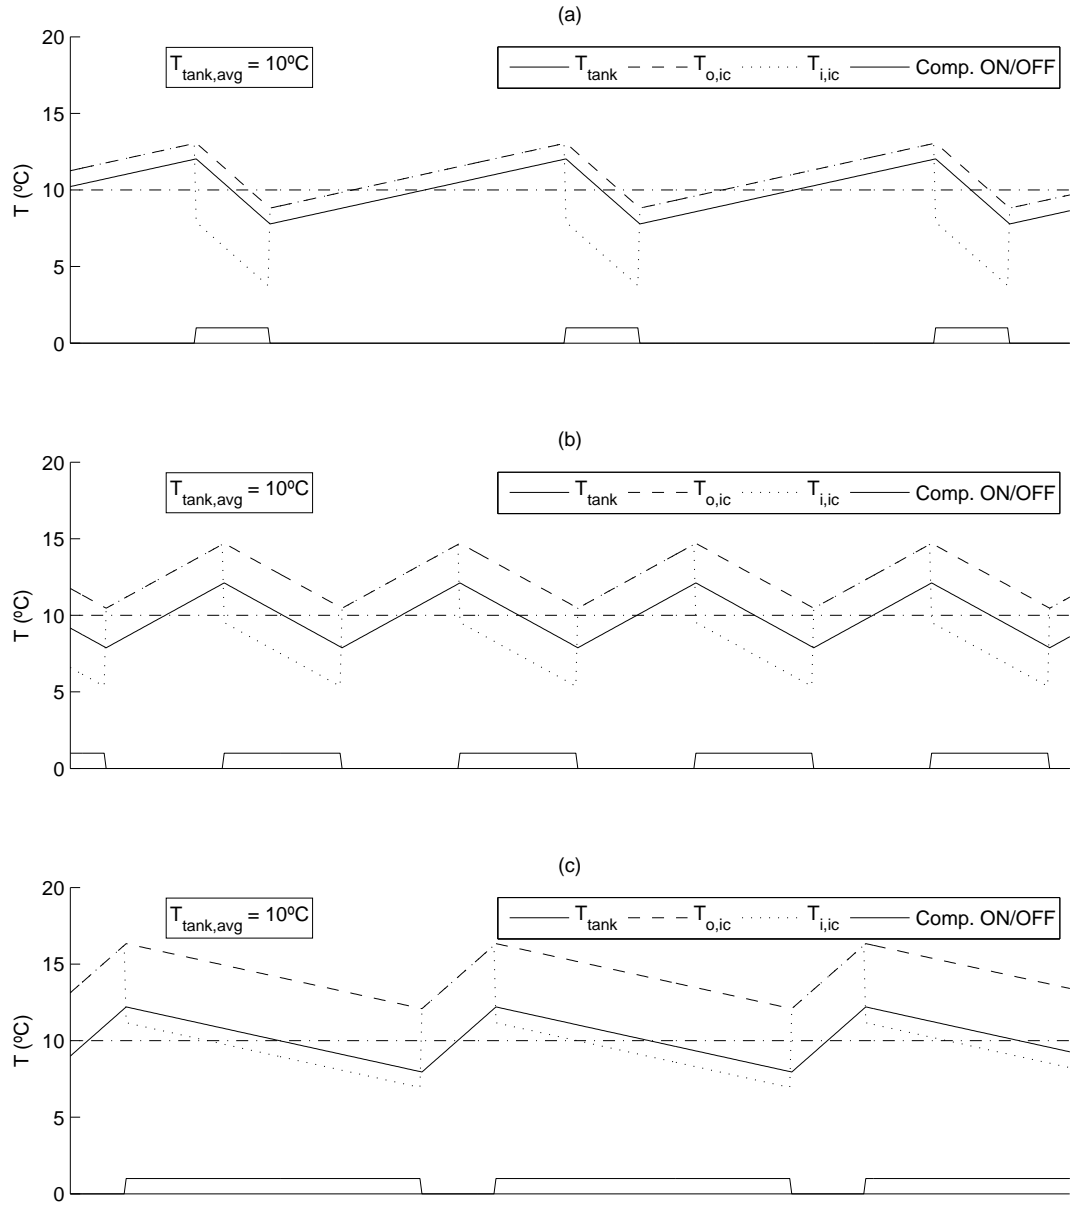 (a)
20
T_tank,avg = 10ºC
T_tank T_o,ic T_i,ic Comp. ON/OFF
15
T (ºC)
10
5
0
(b)
20
T_tank,avg = 10ºC
T_tank T_o,ic T_i,ic Comp. ON/OFF
15
T (ºC)
10
5
0
(c)
20
T_tank,avg = 10ºC
T_tank T_o,ic T_i,ic Comp. ON/OFF
15
T (ºC)
10
5
0